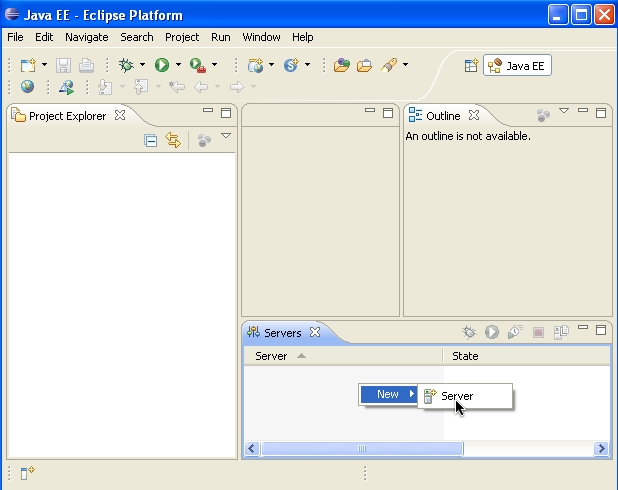 Java EE - Eclipse Platform
File Edit Navigate Search Project Run Window Help
Java EE
Project Explorer
Outline
An outline is not available.
Servers
Server State
New Server